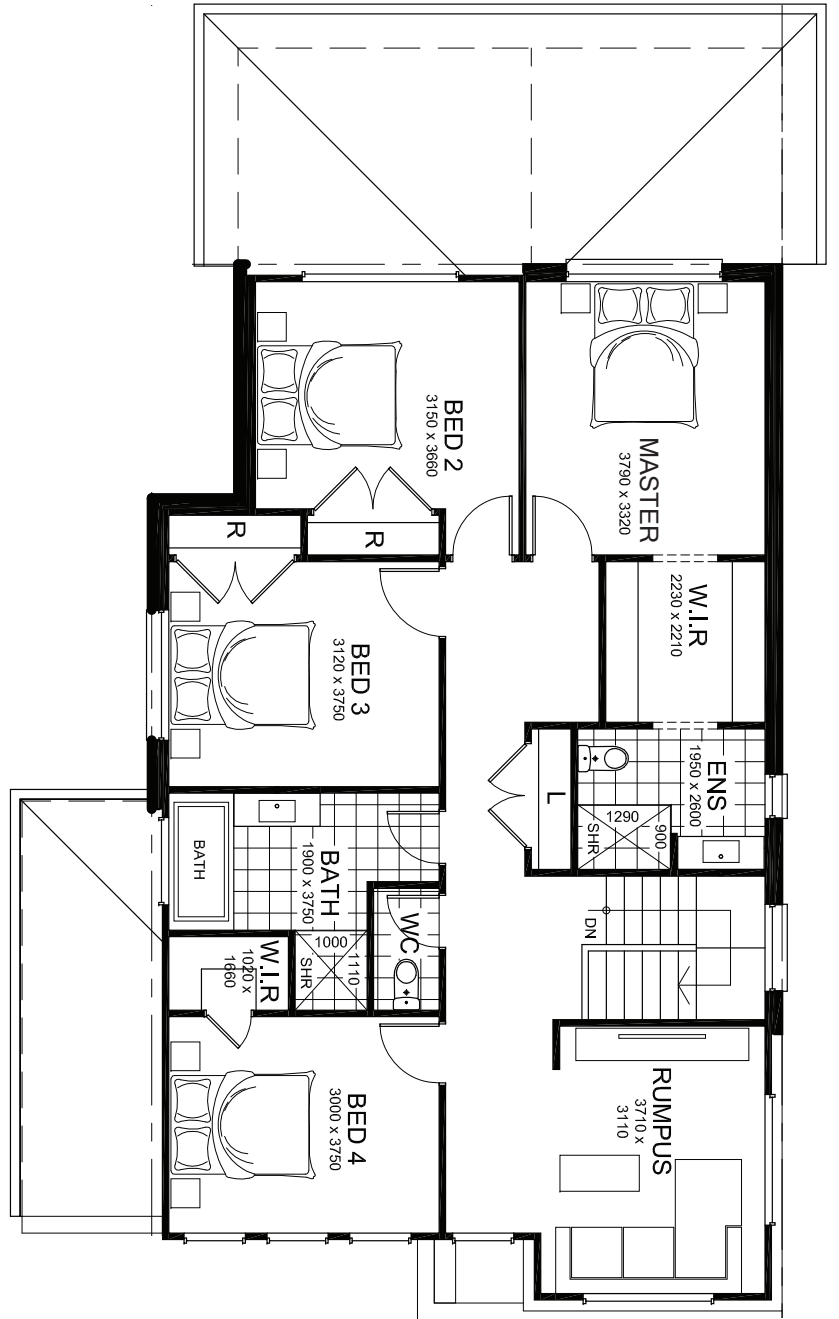 MASTER
3790 x 3320
BED 2
3150 x 3660
R
R
W.I.R
2230 x 2210
BED 3
3120 x 3750
ENS
1950 x 2600
L
1290
900
SHR
BATH
BATH
1900 x 3750
WC
1000
1110
SHR
DN
W.I.R
1020 x
1660
BED 4
3000 x 3750
RUMPUS
3710 x
3110